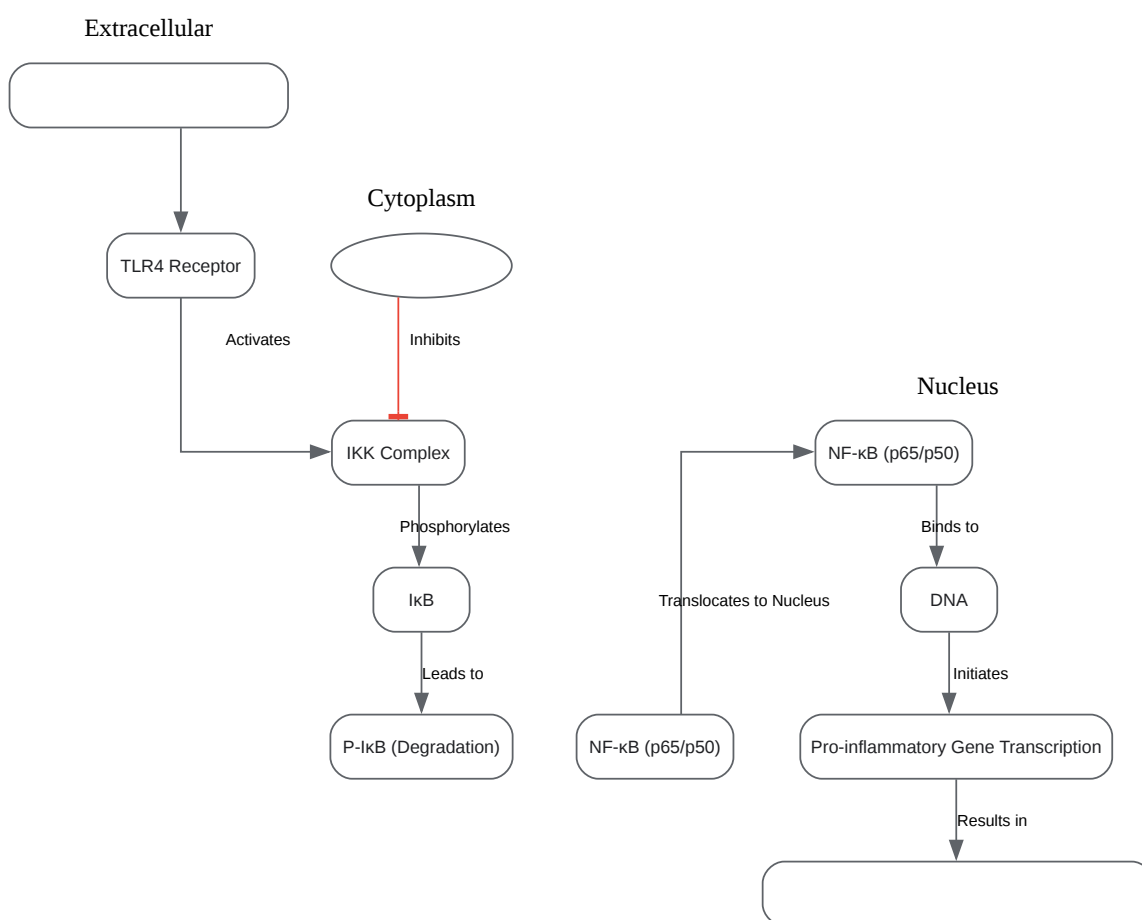 Extracellular
Cytoplasm
TLR4 Receptor
Activates
Inhibits
Nucleus
IKK Complex
NF-κB (p65/p50)
Phosphorylates
Binds to
IκB
Translocates to Nucleus
DNA
Leads to
Initiates
P-IκB (Degradation)
NF-κB (p65/p50)
Pro-inflammatory Gene Transcription
Results in